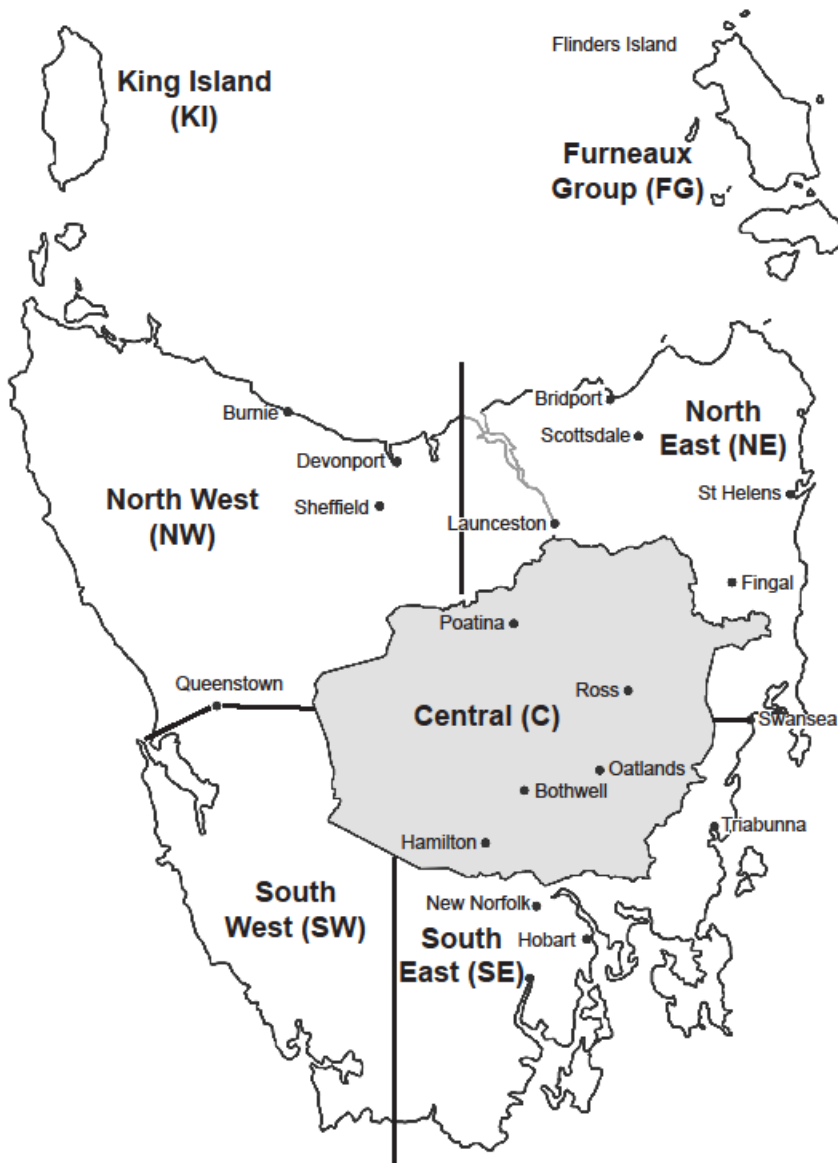 Flinders Island
King Island
(KI)
Furneaux
Group (FG)
Burnie
Bridport
North
East (NE)
Scottsdale
Devonport
North West
(NW)
Sheffield
St Helens
Launceston
Fingal
Poatina
Queenstown
Ross
Central (C)
Swansea
Oatlands
Bothwell
Triabunna
Hamilton
South
West (SW)
New Norfolk
South
East (SE)
Hobart